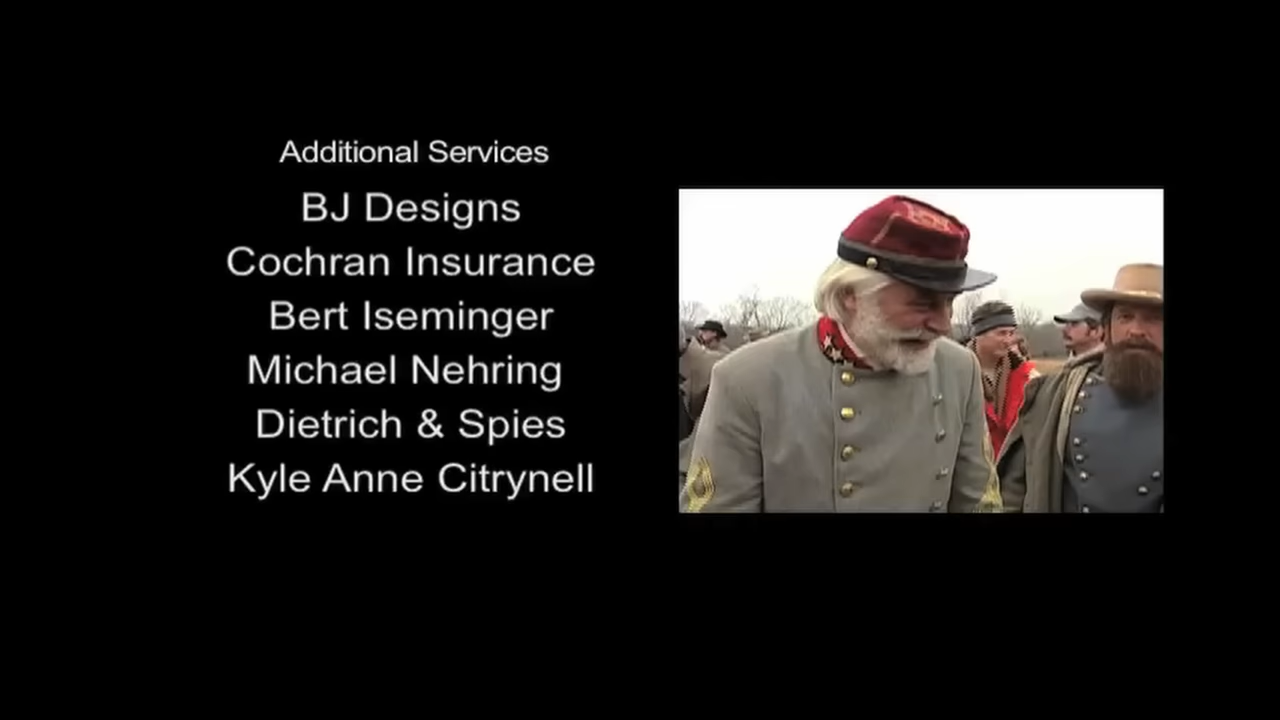 Additional Services
BJ Designs
Cochran Insurance
Bert Iseminger
Michael Nehring
Dietrich & Spies
Kyle Anne Citrynell